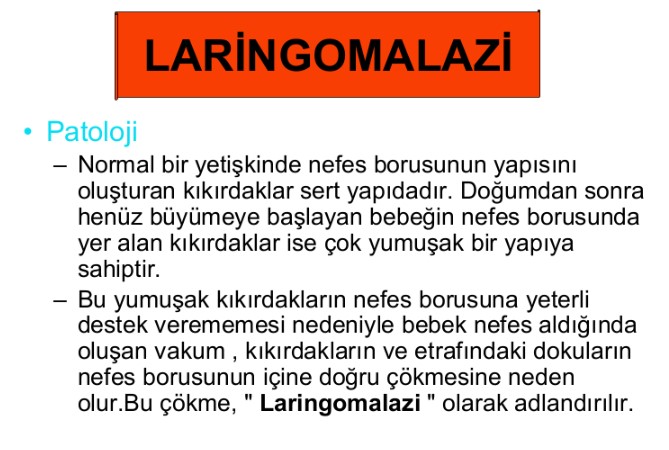 LARİNGOMALAZİ
• Patoloji
– Normal bir yetişkinde nefes borusunun yapısını
oluşturan kıkırdaklar sert yapıdadır. Doğumdan sonra
henüz büyümeye başlayan bebeğin nefes borusunda
yer alan kıkırdaklar ise çok yumuşak bir yapıya
sahiptir.
– Bu yumuşak kıkırdakların nefes borusuna yeterli
destek verememesi nedeniyle bebek nefes aldığında
oluşan vakum , kıkırdakların ve etrafındaki dokuların
nefes borusunun içine doğru çökmesine neden
olur.Bu çökme, " Laringomalazi " olarak adlandırılır.